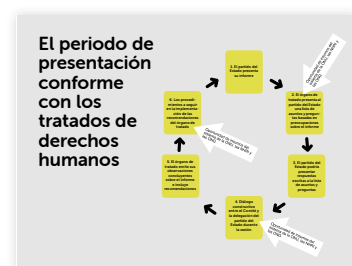 El periodo de
presentación
conforme
con los
tratados de
derechos
humanos
1. El partido del
Estado presenta
su informe
2. El órgano de
tratado presenta al partido
del Estado
una lista de
asuntos y pregun-
tas basadas en
preocupaciones
sobre el informe
3. El partido del
Estado podría
presentar
respuestas
escritas a la lista
de asuntos y
preguntas
4. Diálogo
constructivo
entre el Comité y
la delegación del
partido del
Estado durante
la sesión
5. El órgano de
tratado emite sus
observaciones
concluyentes
sobre el informe
e incluye
recomendaciones
6. Los procedi-
mientos a seguir
en la implementa-
ción de las
recomendaciones
del órgano de
tratado